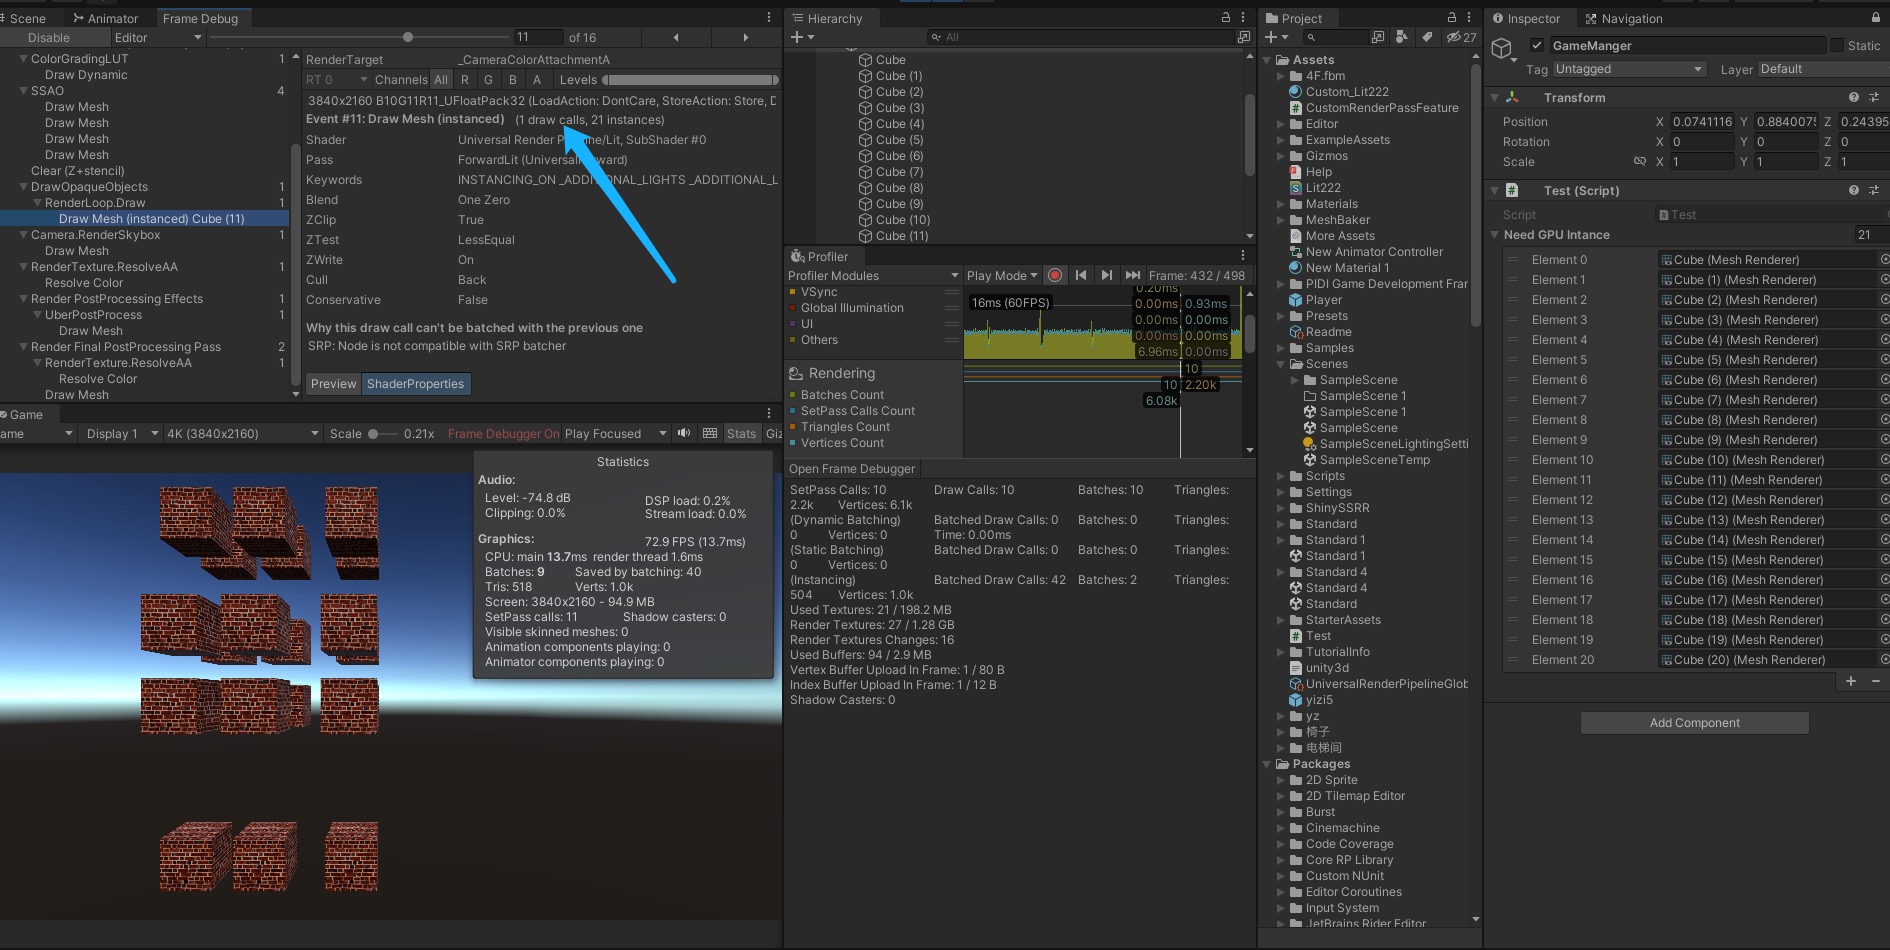 Scene
Animator
Frame Debug
Disable
Editor
11
of 16
ColorGradingLUT 1
Draw Dynamic
SSAO 4
Draw Mesh
Draw Mesh
Draw Mesh
Draw Mesh
Clear (Z+stencil)
DrawOpaqueObjects 1
RenderLoop.Draw 1
Draw Mesh (instanced) Cube (11)
Camera.RenderSkybox 1
Draw Mesh
RenderTexture.ResolveAA 1
Resolve Color
Render PostProcessing Effects 1
UberPostProcess 1
Draw Mesh
Render Final PostProcessing Pass 2
RenderTexture.ResolveAA 1
Resolve Color
Draw Mesh
RenderTarget _CameraColorAttachmentA
RT 0 Channels All R G B A Levels
3840x2160 B10G11R11_UFloatPack32 (LoadAction: DontCare, StoreAction: Store, D
Event #11: Draw Mesh (instanced) (1 draw calls, 21 instances)
Shader Universal Render P ne/Lit, SubShader #0
Pass ForwardLit (Universal ward)
Keywords INSTANCING_ON _ADDITIONAL_LIGHTS _ADDITIONAL_L
Blend One Zero
ZClip True
ZTest LessEqual
ZWrite On
Cull Back
Conservative False
Why this draw call can't be batched with the previous one
SRP: Node is not compatible with SRP batcher
Preview ShaderProperties
Game
ame Display 1 4K (3840x2160) Scale 0.21x Frame Debugger On Play Focused Stats Giz
Statistics
Audio:
Level: -74.8 dB DSP load: 0.2%
Clipping: 0.0% Stream load: 0.0%
Graphics: 72.9 FPS (13.7ms)
CPU: main 13.7ms render thread 1.6ms
Batches: 9 Saved by batching: 40
Tris: 518 Verts: 1.0k
Screen: 3840x2160 - 94.9 MB
SetPass calls: 11 Shadow casters: 0
Visible skinned meshes: 0
Animation components playing: 0
Animator components playing: 0
Hierarchy
All
Cube
Cube (1)
Cube (2)
Cube (3)
Cube (4)
Cube (5)
Cube (6)
Cube (7)
Cube (8)
Cube (9)
Cube (10)
Cube (11)
Profiler
Profiler Modules Play Mode Frame: 432 / 498
VSync
Global Illumination
UI
Others
16ms (60FPS)
0.20ms
0.00ms 0.93ms
0.00ms 0.00ms
0.00ms 0.00ms
6.96ms 0.00ms
Rendering
Batches Count
SetPass Calls Count
Triangles Count
Vertices Count
10
10 2.20k
6.08k
Open Frame Debugger
SetPass Calls: 10 Draw Calls: 10 Batches: 10 Triangles:
2.2k Vertices: 6.1k
(Dynamic Batching) Batched Draw Calls: 0 Batches: 0 Triangles:
0 Vertices: 0 Time: 0.00ms
(Static Batching) Batched Draw Calls: 0 Batches: 0 Triangles:
0 Vertices: 0
(Instancing) Batched Draw Calls: 42 Batches: 2 Triangles:
504 Vertices: 1.0k
Used Textures: 21 / 198.2 MB
Render Textures: 27 / 1.28 GB
Render Textures Changes: 16
Used Buffers: 94 / 2.9 MB
Vertex Buffer Upload In Frame: 1 / 80 B
Index Buffer Upload In Frame: 1 / 12 B
Shadow Casters: 0
Project
27
Assets
4F.fbm
Custom_Lit222
CustomRenderPassFeature
Editor
ExampleAssets
Gizmos
Help
Lit222
Materials
MeshBaker
More Assets
New Animator Controller
New Material 1
PIDI Game Development Frar
Player
Presets
Readme
Samples
Scenes
SampleScene
SampleScene 1
SampleScene 1
SampleScene
SampleSceneLightingSetti
SampleSceneTemp
Scripts
Settings
ShinySSRR
Standard
Standard 1
Standard 1
Standard 4
Standard 4
Standard
StarterAssets
Test
TutorialInfo
unity3d
UniversalRenderPipelineGlob
yizi5
yz
椅子
电梯间
Packages
2D Sprite
2D Tilemap Editor
Burst
Cinemachine
Code Coverage
Core RP Library
Custom NUnit
Editor Coroutines
Input System
JetBrains Rider Editor
Inspector
Navigation
GameManger Static
Tag Untagged Layer Default
Transform
Position X 0.0741116 Y 0.884007 Z 0.24395
Rotation X 0 Y 0 Z 0
Scale X 1 Y 1 Z 1
Test (Script)
Script Test
Need GPU Intance 21
Element 0 Cube (Mesh Renderer)
Element 1 Cube (1) (Mesh Renderer)
Element 2 Cube (2) (Mesh Renderer)
Element 3 Cube (3) (Mesh Renderer)
Element 4 Cube (4) (Mesh Renderer)
Element 5 Cube (5) (Mesh Renderer)
Element 6 Cube (6) (Mesh Renderer)
Element 7 Cube (7) (Mesh Renderer)
Element 8 Cube (8) (Mesh Renderer)
Element 9 Cube (9) (Mesh Renderer)
Element 10 Cube (10) (Mesh Renderer)
Element 11 Cube (11) (Mesh Renderer)
Element 12 Cube (12) (Mesh Renderer)
Element 13 Cube (13) (Mesh Renderer)
Element 14 Cube (14) (Mesh Renderer)
Element 15 Cube (15) (Mesh Renderer)
Element 16 Cube (16) (Mesh Renderer)
Element 17 Cube (17) (Mesh Renderer)
Element 18 Cube (18) (Mesh Renderer)
Element 19 Cube (19) (Mesh Renderer)
Element 20 Cube (20) (Mesh Renderer)
Add Component